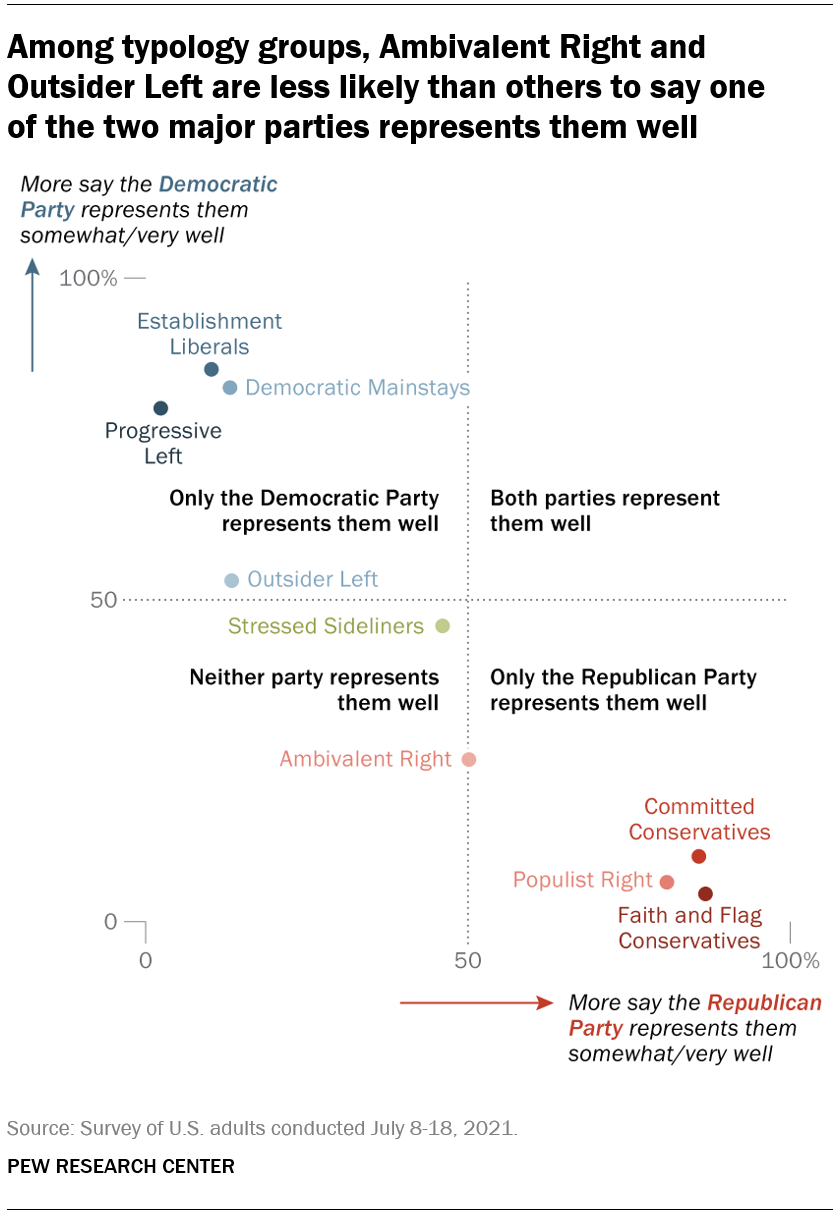 Among typology groups, Ambivalent Right and
Outsider Left are less likely than others to say one
of the two major parties represents them well
More say the Democratic
Party represents them
somewhat/very well
100%
Establishment
Liberals
Democratic Mainstays
Progressive
Left
Only the Democratic Party
represents them well
Both parties represent
them well
Outsider Left
50
Stressed Sideliners
Neither party represents
them well
Only the Republican Party
represents them well
Ambivalent Right
Committed
Conservatives
Populist Right
Faith and Flag
Conservatives
0
0
50
100%
More say the Republican
Party represents them
somewhat/very well
Source: Survey of U.S. adults conducted July 8-18, 2021.
PEW RESEARCH CENTER